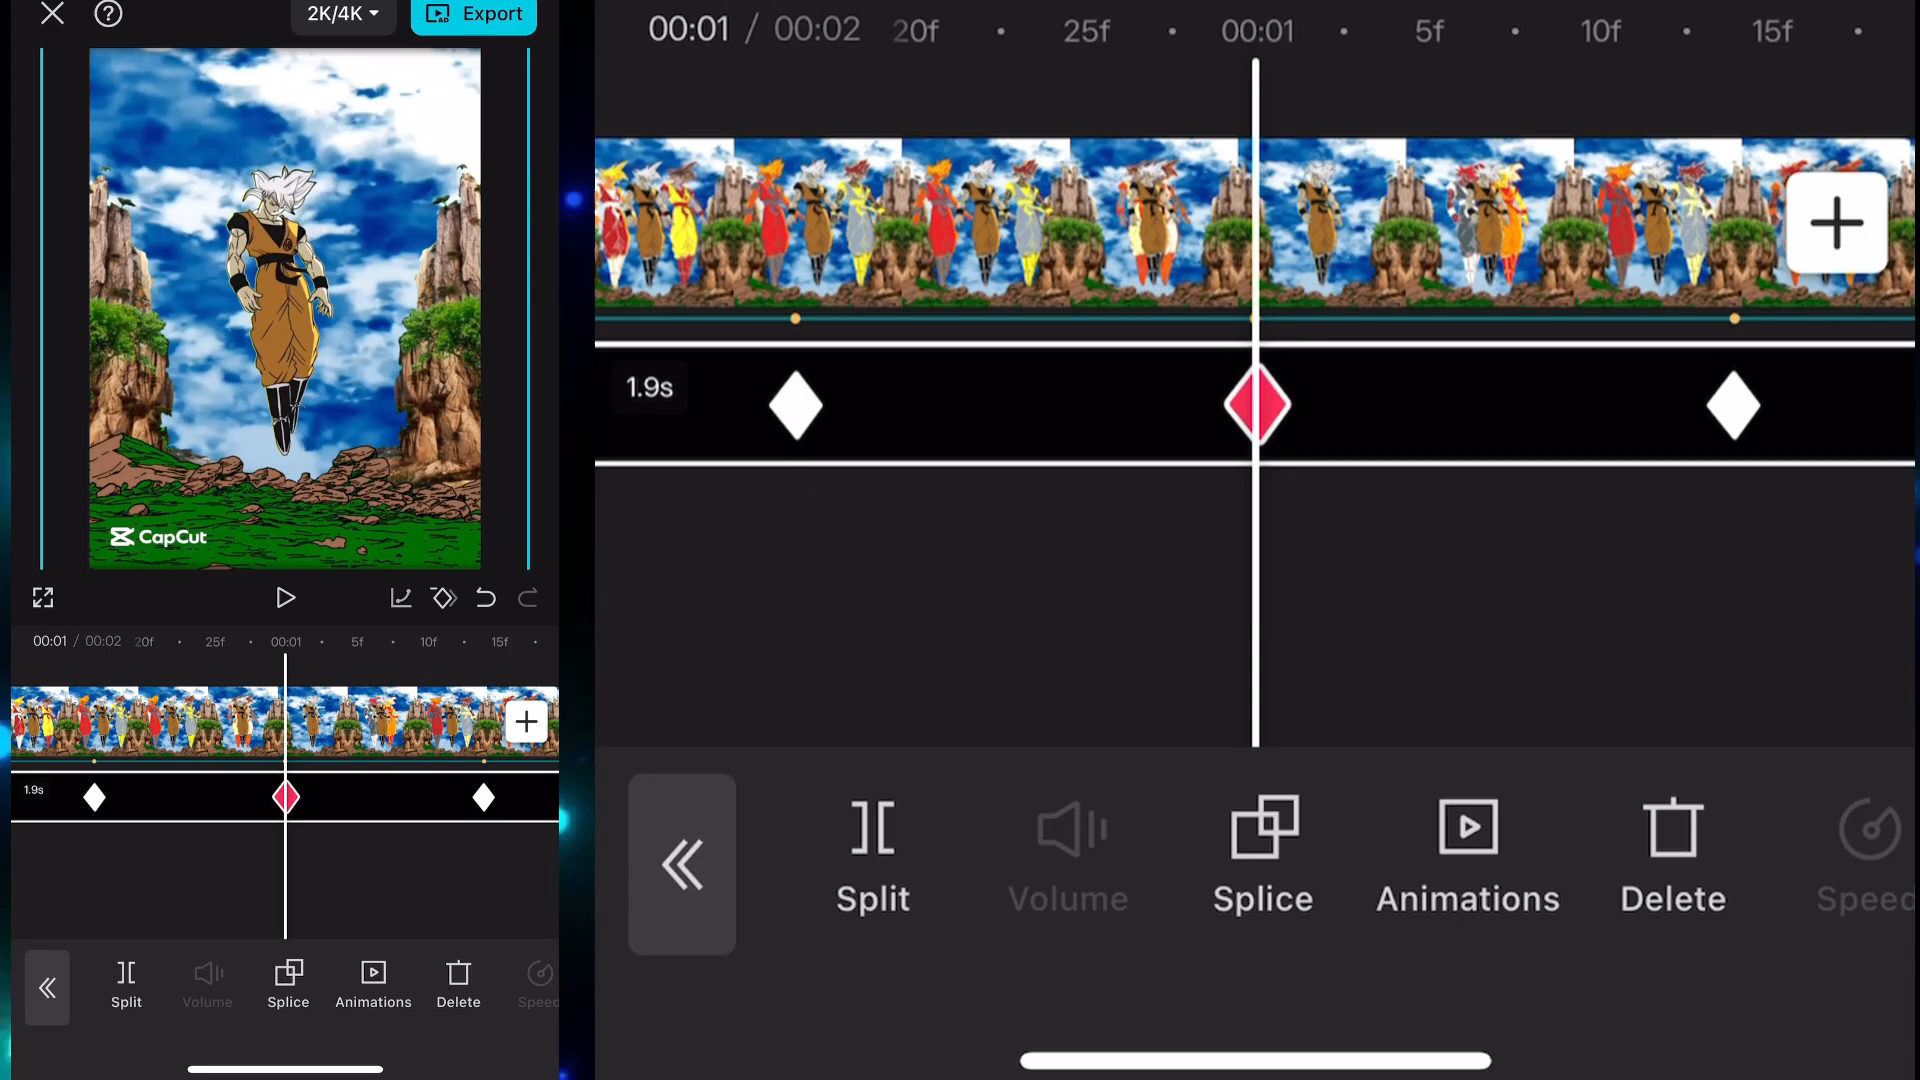 2K/4K
Export
CapCut
00:01 / 00:02 20f 25f 00:01 5f 10f 15f
1.9s
Split Volume Splice Animations Delete Speed
00:01 / 00:02 20f 25f 00:01 5f 10f 15f
1.9s
Split Volume Splice Animations Delete Speed